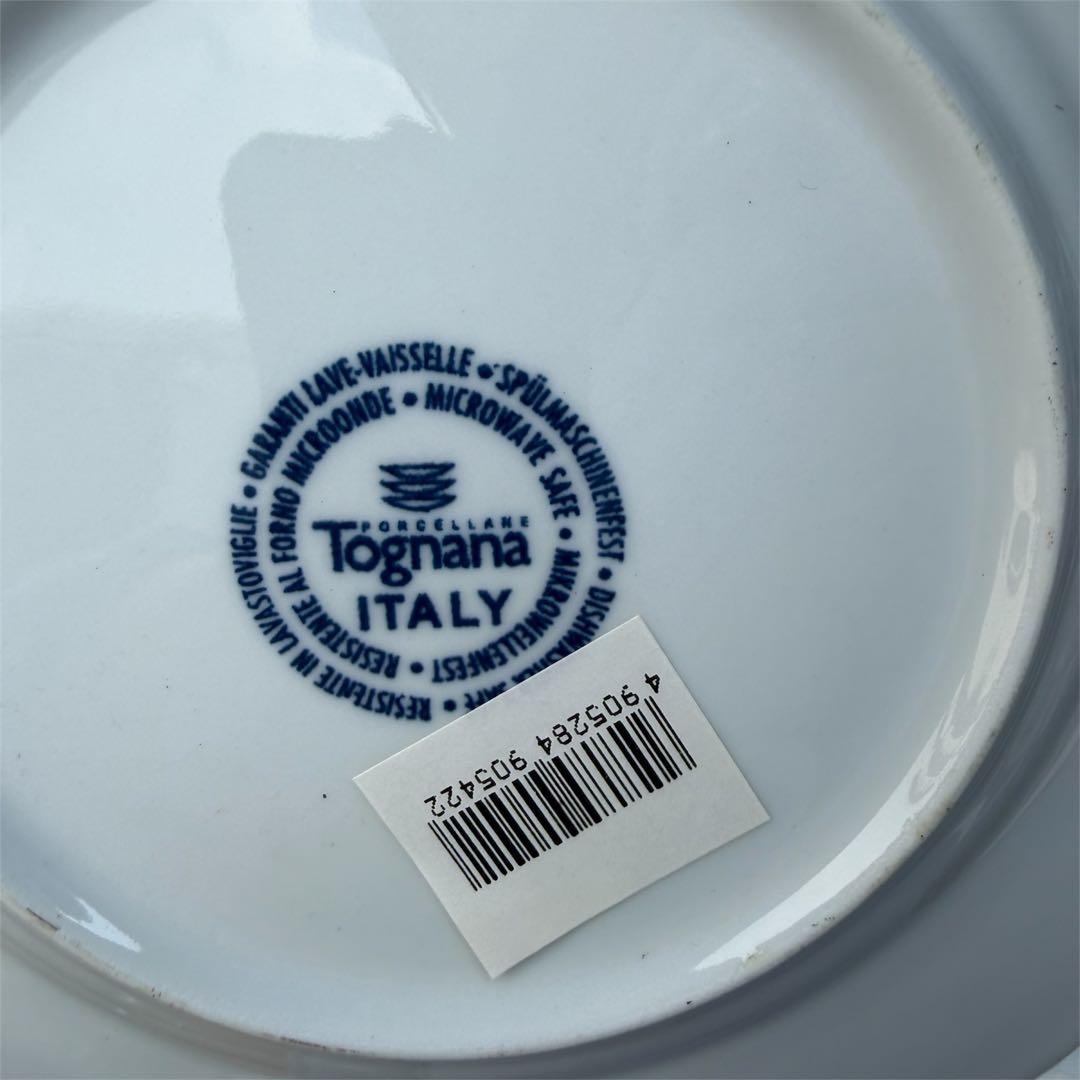 RESISTENTE IN LAVASTOVIGLIE • GARANTI LAVE-VAISSELLE • SPÜLMASCHINENFEST • DISHWASHER SAFE •
RESISTENTE AL FORNO MICROONDE • MICROWAVE SAFE • MIKROWELLENFEST •
PORCELLANE
Tognana
ITALY
4 905284 905422